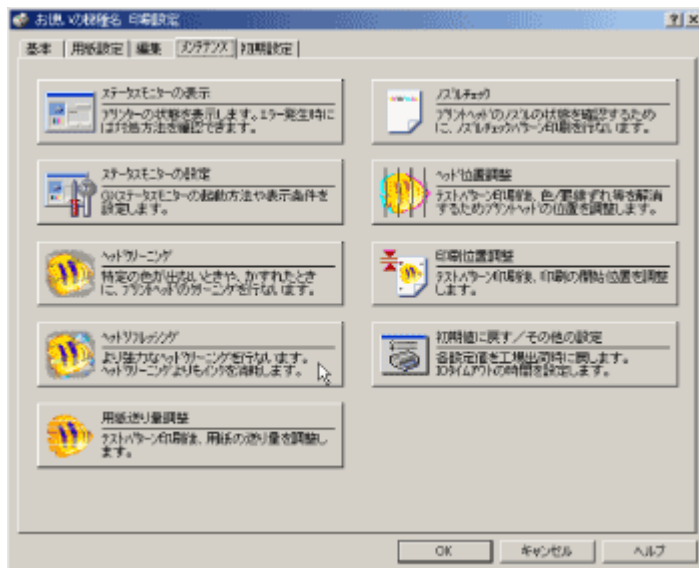 お使いの機種名 印刷設定
基本
用紙設定
編集
メンテナンス
初期設定
ステータスモニターの表示
プリンターの状態を表示します。エラー発生時に
は対処方法を確認できます。
ステータスモニターの設定
GXステータスモニターの起動方法や表示条件を
設定します。
ヘッドクリーニング
特定の色が出ないときや、かすれたとき
に、プリントヘッドのクリーニングを行ないます。
ヘッドリフレッシング
より強力なヘッドクリーニングを行ないます。
ヘッドクリーニングよりもインクを消耗します。
用紙送り量調整
テストパターン印刷後、用紙の送り量を調整し
ます。
ノズルチェック
プリントヘッドのノズルの状態を確認するため
に、ノズルチェックパターン印刷を行ないます。
ヘッド位置調整
テストパターン印刷後、色/罫線ずれ等を解消
するためプリントヘッドの位置を調整します。
印刷位置調整
テストパターン印刷後、印刷の開始位置を調整
します。
初期値に戻す/その他の設定
各設定値を工場出荷時に戻します。
IOタイムアウトの時間を設定します。
OK
キャンセル
ヘルプ